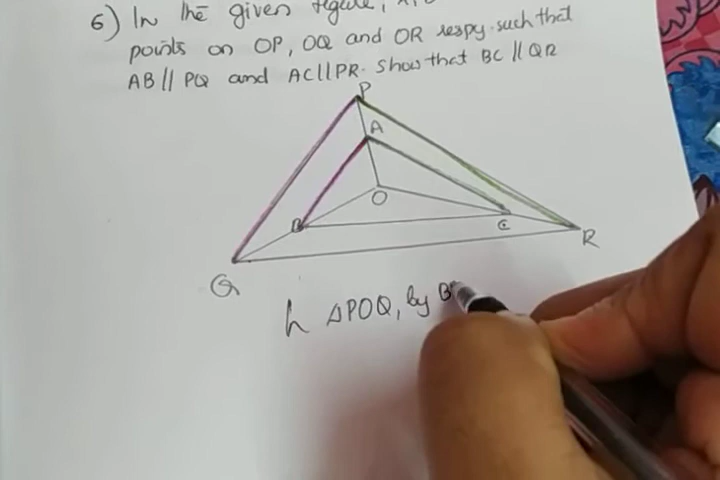 6) In the given figure,
points on OP, OQ and OR respy. such that
AB // PQ and AC//PR. Show that BC // QR
P
A
O
B
C
R
Q
In ΔPOQ, by B